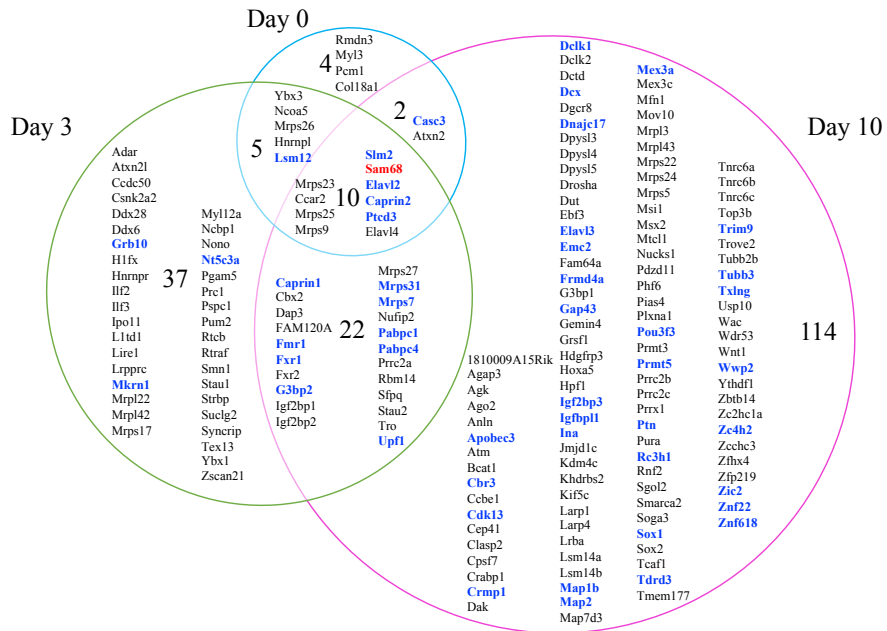 Day 0
4
Rmdn3
Myl3
Pcm1
Col18a1
2
Casc3
Atxn2
Day 3
5
Ybx3
Ncoa5
Mrps26
Hnrnpl
Lsm12
10
Mrps23
Ccar2
Mrps25
Mrps9
Slm2
Sam68
Elavl2
Caprin2
Ptcd3
Elavl4
37
Adar
Atxn2l
Ccdc50
Csnk2a2
Ddx28
Ddx6
Grb10
H1fx
Hnrnpr
Ilf2
Ilf3
Ipo11
L1td1
Lire1
Lrpprc
Mkrn1
Mrpl22
Mrpl42
Mrps17
Myl12a
Ncbp1
Nono
Nt5c3a
Pgam5
Prc1
Pspc1
Pum2
Rtcb
Rtraf
Smn1
Stau1
Strbp
Suclg2
Syncrip
Tex13
Ybx1
Zscan21
22
Caprin1
Cbx2
Dap3
FAM120A
Fmr1
Fxr1
Fxr2
G3bp2
Igf2bp1
Igf2bp2
Mrps27
Mrps31
Mrps7
Nufip2
Pabpc1
Pabpc4
Prrc2a
Rbm14
Sfpq
Stau2
Tro
Upf1
Day 10
114
1810009A15Rik
Agap3
Agk
Ago2
Anln
Apobec3
Atm
Bcat1
Cbr3
Ccbe1
Cdk13
Cep41
Clasp2
Cpsf7
Crabp1
Crmp1
Dak
Dclk1
Dclk2
Dctd
Dcx
Dgcr8
Dnajc17
Dpysl3
Dpysl4
Dpysl5
Drosha
Dut
Ebf3
Elavl3
Emc2
Fam64a
Frmd4a
G3bp1
Gap43
Gemin4
Grsf1
Hdgfrp3
Hoxa5
Hpf1
Igf2bp3
Igfbpl1
Ina
Jmjd1c
Kdm4c
Khdrbs2
Kif5c
Larp1
Larp4
Lrba
Lsm14a
Lsm14b
Map1b
Map2
Map7d3
Mex3a
Mex3c
Mfn1
Mov10
Mrpl3
Mrpl43
Mrps22
Mrps24
Mrps5
Msi1
Msx2
Mtcl1
Nucks1
Pdzd11
Phf6
Pias4
Plxna1
Pou3f3
Prmt3
Prmt5
Prrc2b
Prrc2c
Prrx1
Ptn
Pura
Rc3h1
Rnf2
Sgol2
Smarca2
Soga3
Sox1
Sox2
Tcaf1
Tdrd3
Tmem177
Tnrc6a
Tnrc6b
Tnrc6c
Top3b
Trim9
Trove2
Tubb2b
Tubb3
Txlng
Usp10
Wac
Wdr53
Wnt1
Wwp2
Ythdf1
Zbtb14
Zc2hc1a
Zc4h2
Zcchc3
Zfhx4
Zfp219
Zic2
Znf22
Znf618